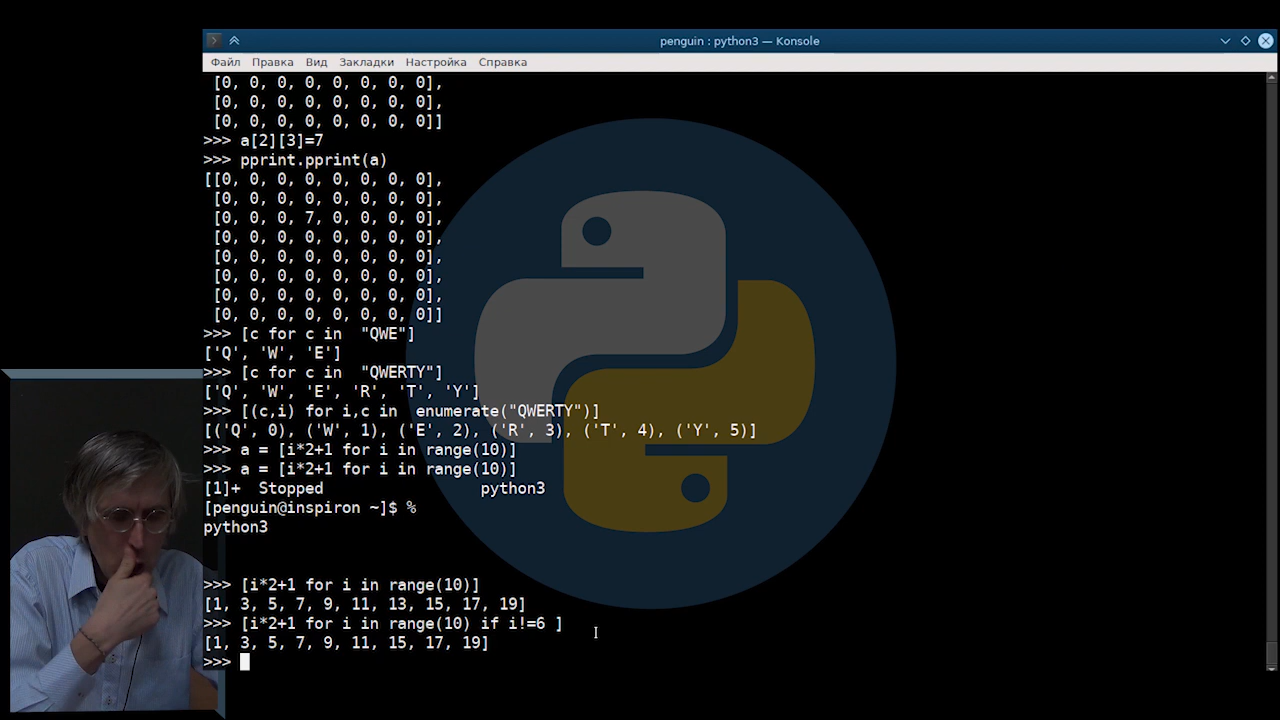 penguin : python3 — Konsole
Файл Правка Вид Закладки Настройка Справка
[0, 0, 0, 0, 0, 0, 0, 0],
[0, 0, 0, 0, 0, 0, 0, 0],
[0, 0, 0, 0, 0, 0, 0, 0]]
>>> a[2][3]=7
>>> pprint.pprint(a)
[[0, 0, 0, 0, 0, 0, 0, 0],
[0, 0, 0, 0, 0, 0, 0, 0],
[0, 0, 0, 7, 0, 0, 0, 0],
[0, 0, 0, 0, 0, 0, 0, 0],
[0, 0, 0, 0, 0, 0, 0, 0],
[0, 0, 0, 0, 0, 0, 0, 0],
[0, 0, 0, 0, 0, 0, 0, 0],
[0, 0, 0, 0, 0, 0, 0, 0]]
>>> [c for c in  "QWE"]
['Q', 'W', 'E']
>>> [c for c in  "QWERTY"]
['Q', 'W', 'E', 'R', 'T', 'Y']
>>> [(c,i) for i,c in  enumerate("QWERTY")]
[('Q', 0), ('W', 1), ('E', 2), ('R', 3), ('T', 4), ('Y', 5)]
>>> a = [i*2+1 for i in range(10)]
>>> a = [i*2+1 for i in range(10)]
[1]+  Stopped                 python3
[penguin@inspiron ~]$ %
python3
>>> [i*2+1 for i in range(10)]
[1, 3, 5, 7, 9, 11, 13, 15, 17, 19]
>>> [i*2+1 for i in range(10) if i!=6 ]
[1, 3, 5, 7, 9, 11, 15, 17, 19]
>>>